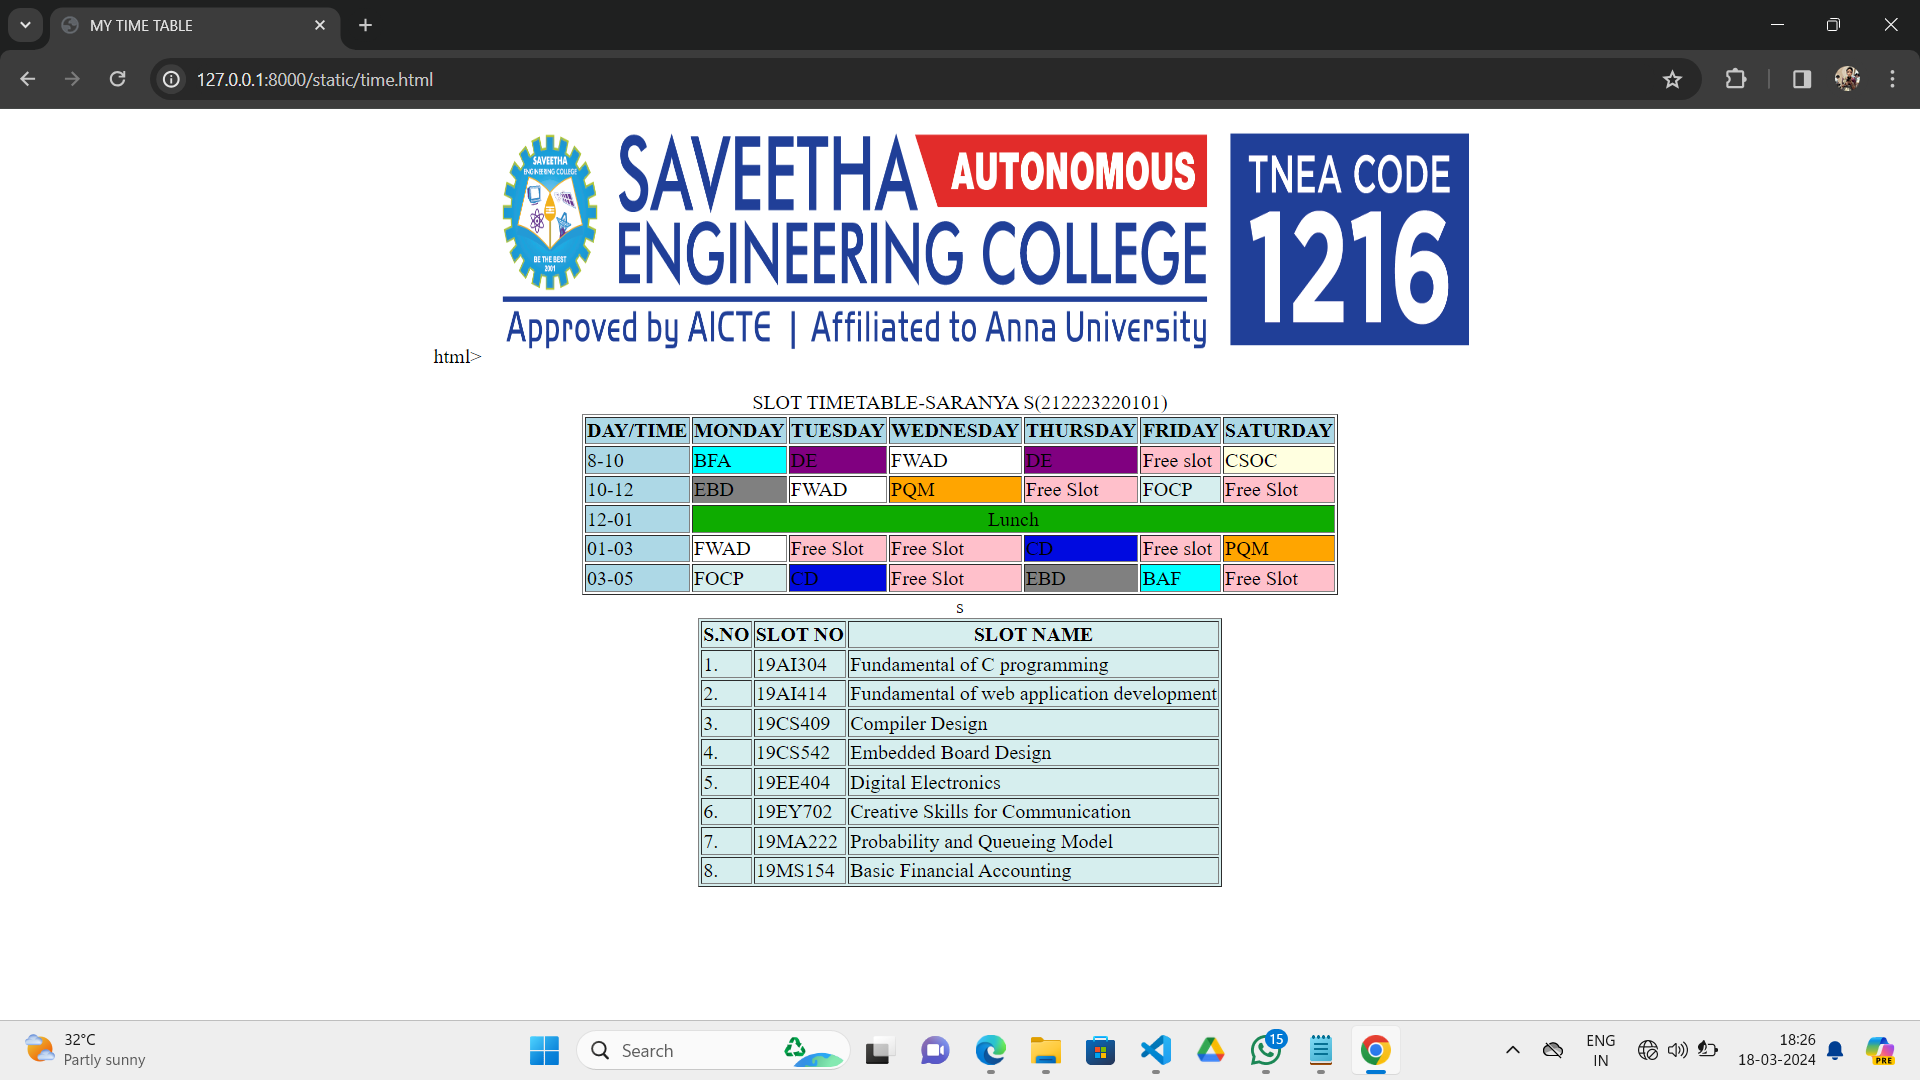 MY TIME TABLE
127.0.0.1:8000/static/time.html
SAVEETHA
ENGINEERING COLLEGE
BE THE BEST
2001
SAVEETHA AUTONOMOUS
ENGINEERING COLLEGE
Approved by AICTE | Affiliated to Anna University
TNEA CODE
1216
html>
SLOT TIMETABLE-SARANYA S(212223220101)
DAY/TIME MONDAY TUESDAY WEDNESDAY THURSDAY FRIDAY SATURDAY
8-10 BFA DE FWAD DE Free slot CSOC
10-12 EBD FWAD PQM Free Slot FOCP Free Slot
12-01 Lunch
01-03 FWAD Free Slot Free Slot CD Free slot PQM
03-05 FOCP CD Free Slot EBD BAF Free Slot
s
S.NO SLOT NO SLOT NAME
1. 19AI304 Fundamental of C programming
2. 19AI414 Fundamental of web application development
3. 19CS409 Compiler Design
4. 19CS542 Embedded Board Design
5. 19EE404 Digital Electronics
6. 19EY702 Creative Skills for Communication
7. 19MA222 Probability and Queueing Model
8. 19MS154 Basic Financial Accounting
32°C
Partly sunny
Search
15
ENG
IN
18:26
18-03-2024
PRE